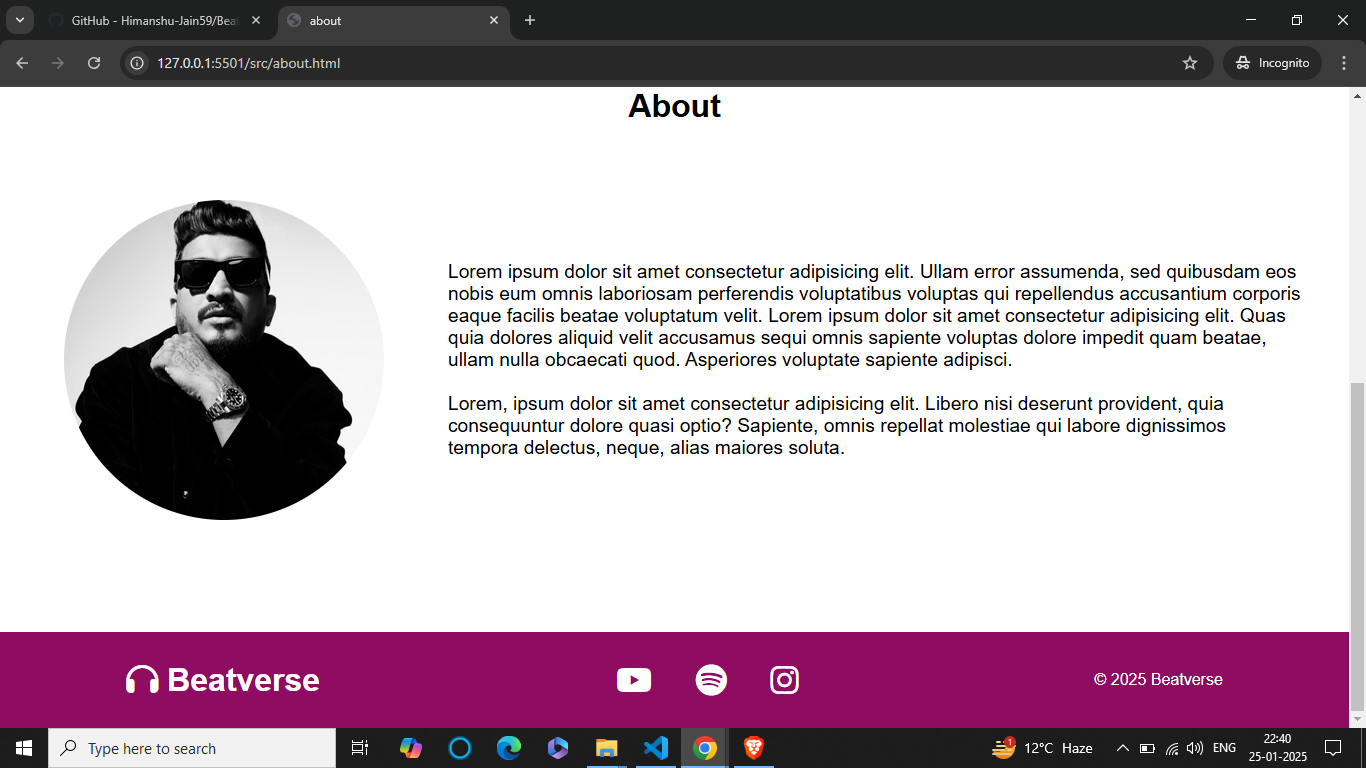 GitHub - Himanshu-Jain59/Beat
about
127.0.0.1:5501/src/about.html
Incognito
About
Lorem ipsum dolor sit amet consectetur adipisicing elit. Ullam error assumenda, sed quibusdam eos
nobis eum omnis laboriosam perferendis voluptatibus voluptas qui repellendus accusantium corporis
eaque facilis beatae voluptatum velit. Lorem ipsum dolor sit amet consectetur adipisicing elit. Quas
quia dolores aliquid velit accusamus sequi omnis sapiente voluptas dolore impedit quam beatae,
ullam nulla obcaecati quod. Asperiores voluptate sapiente adipisci.
Lorem, ipsum dolor sit amet consectetur adipisicing elit. Libero nisi deserunt provident, quia
consequuntur dolore quasi optio? Sapiente, omnis repellat molestiae qui labore dignissimos
tempora delectus, neque, alias maiores soluta.
Beatverse
© 2025 Beatverse
Type here to search
1
12°C Haze
ENG
22:40
25-01-2025